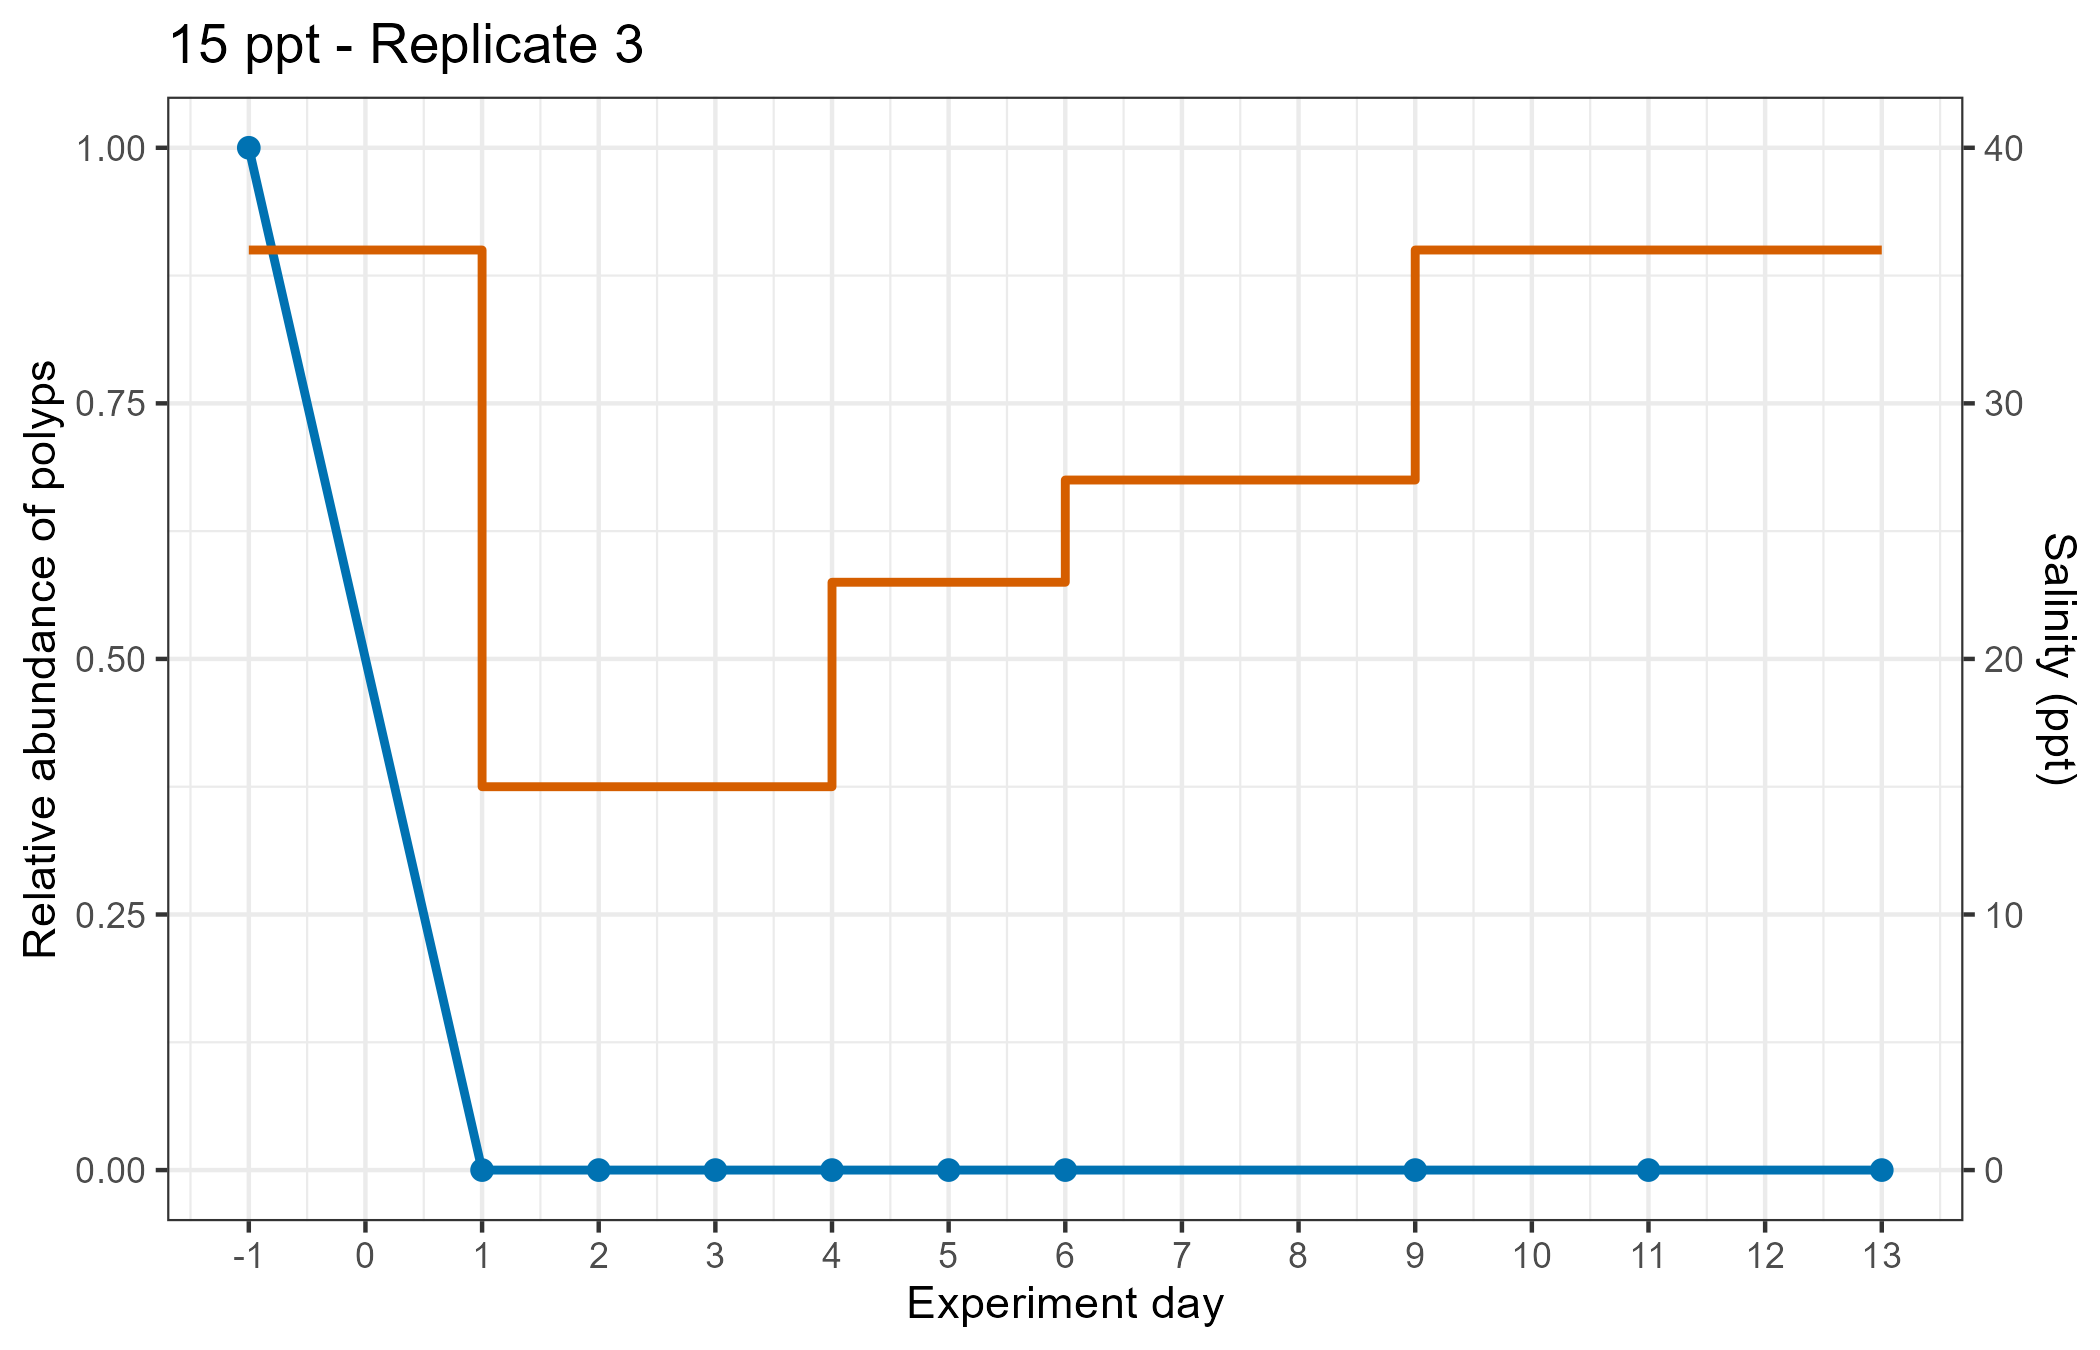 15 ppt - Replicate 3
Relative abundance of polyps
1.00
0.75
0.50
0.25
0.00
40
30
20
10
0
Salinity (ppt)
-1 0 1 2 3 4 5 6 7 8 9 10 11 12 13
Experiment day